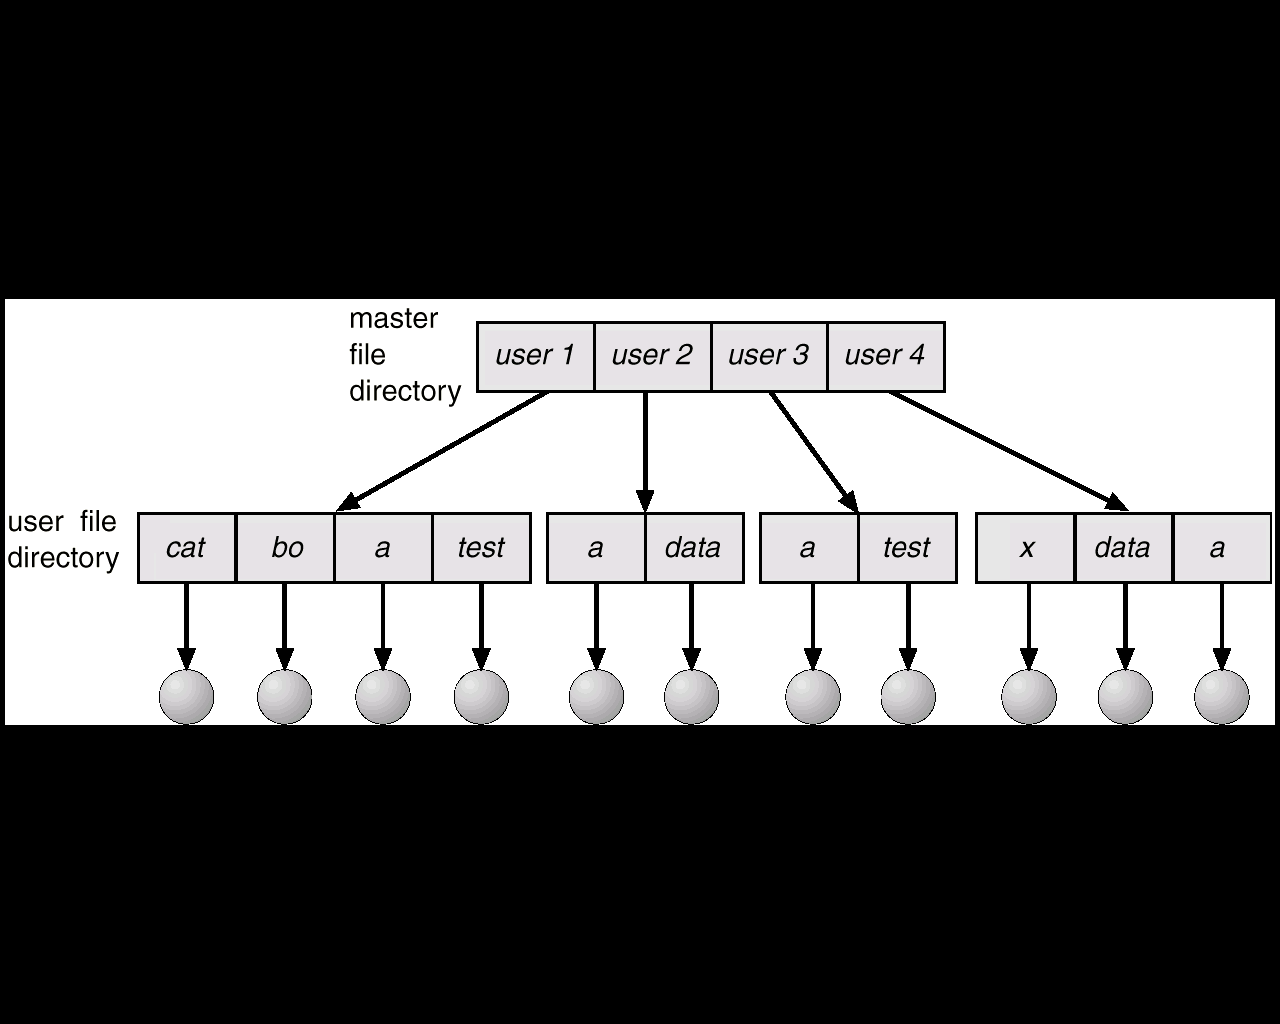 master
file
directory
user 1 user 2 user 3 user 4
user file
directory
cat bo a test a data a test x data a